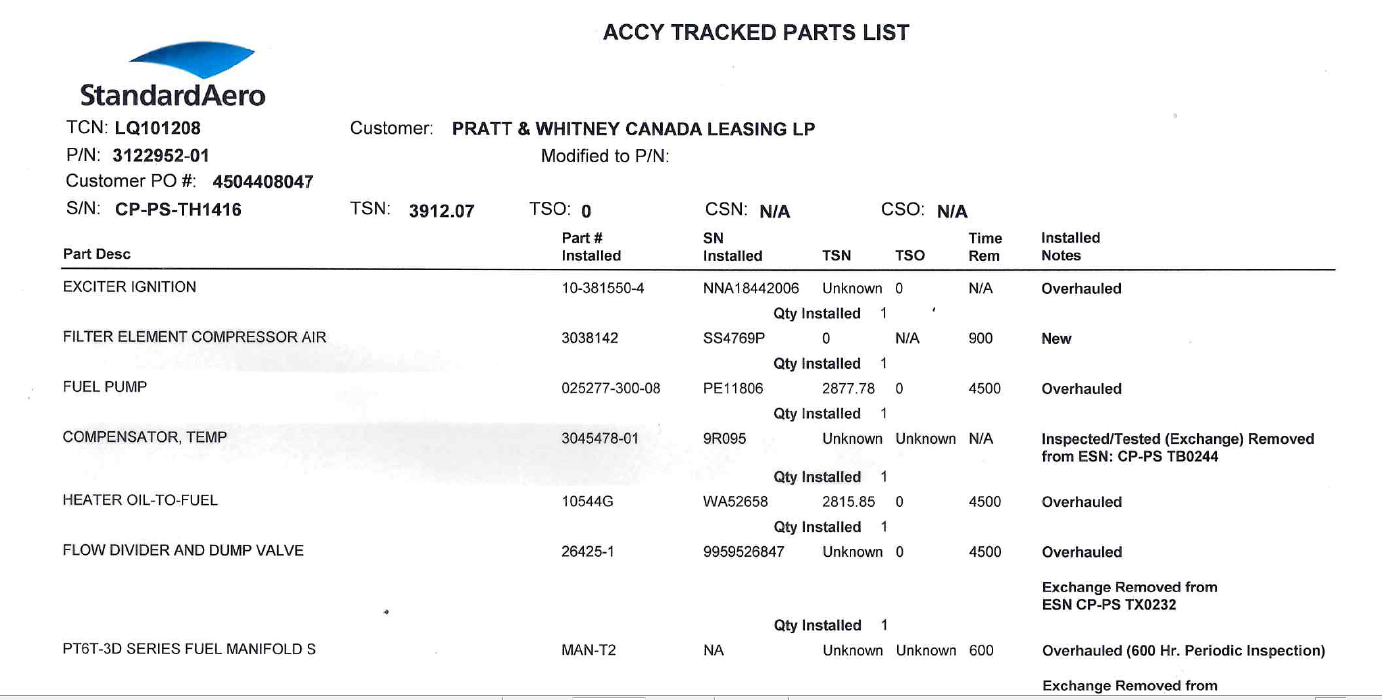 ACCY TRACKED PARTS LIST
StandardAero
TCN: LQ101208 Customer: PRATT & WHITNEY CANADA LEASING LP
P/N: 3122952-01 Modified to P/N:
Customer PO #: 4504408047
S/N: CP-PS-TH1416 TSN: 3912.07 TSO: 0 CSN: N/A CSO: N/A
Part # SN Time Installed
Part Desc Installed Installed TSN TSO Rem Notes
EXCITER IGNITION 10-381550-4 NNA18442006 Unknown 0 N/A Overhauled
Qty Installed 1
FILTER ELEMENT COMPRESSOR AIR 3038142 SS4769P 0 N/A 900 New
Qty Installed 1
FUEL PUMP 025277-300-08 PE11806 2877.78 0 4500 Overhauled
Qty Installed 1
COMPENSATOR, TEMP 3045478-01 9R095 Unknown Unknown N/A Inspected/Tested (Exchange) Removed
from ESN: CP-PS TB0244
Qty Installed 1
HEATER OIL-TO-FUEL 10544G WA52658 2815.85 0 4500 Overhauled
Qty Installed 1
FLOW DIVIDER AND DUMP VALVE 26425-1 9959526847 Unknown 0 4500 Overhauled
Exchange Removed from
ESN CP-PS TX0232
Qty Installed 1
PT6T-3D SERIES FUEL MANIFOLD S MAN-T2 NA Unknown Unknown 600 Overhauled (600 Hr. Periodic Inspection)
Exchange Removed from